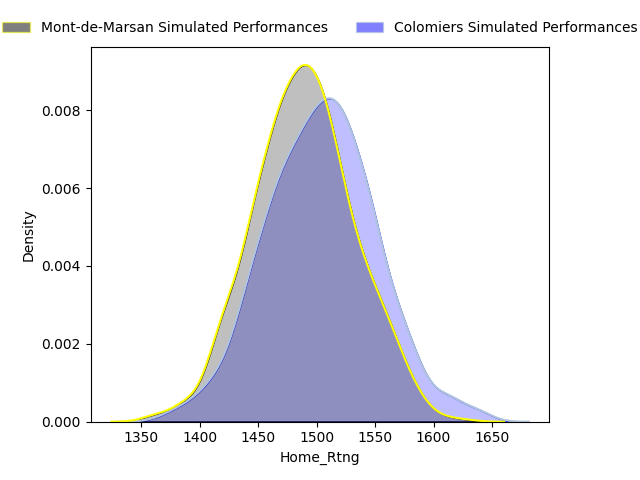 Mont-de-Marsan Simulated Performances
Colomiers Simulated Performances
0.008
0.006
0.004
0.002
0.000
Density
1350 1400 1450 1500 1550 1600 1650
Home_Rtng